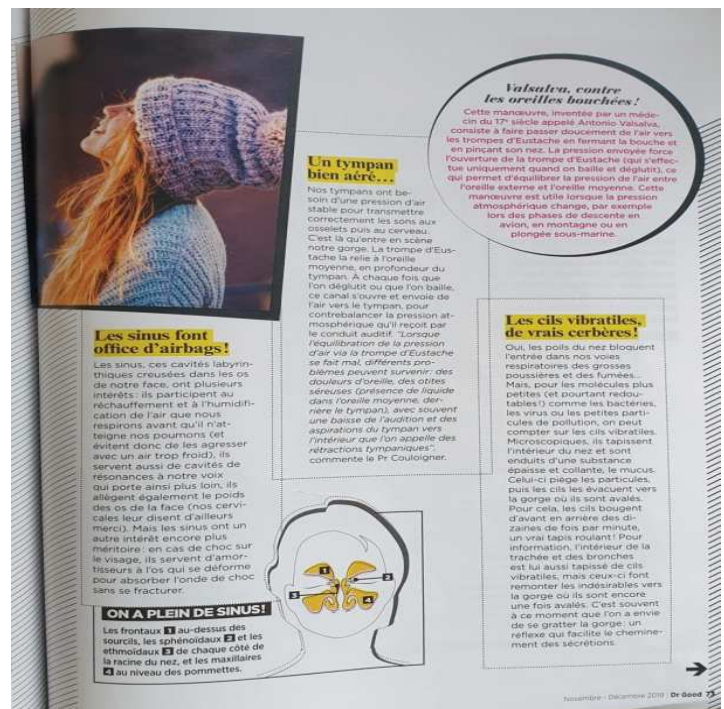 Valsalva, contre
les oreilles bouchées !
Cette manœuvre, inventée par un méde-
cin du 17e siècle appelé Antonio Valsalva,
consiste à faire passer doucement de l'air vers
les trompes d'Eustache en fermant la bouche et
en pinçant son nez. La pression envoyée force
l'ouverture de la trompe d'Eustache (qui s'effec-
tue uniquement quand on baille et déglutit), ce
qui permet d'équilibrer la pression de l'air entre
l'oreille externe et l'oreille moyenne. Cette
manœuvre est utile lorsque la pression
atmosphérique change, par exemple
lors des phases de descente en
avion, en montagne ou en
plongée sous-marine.
Les sinus font
office d'airbags !
Les sinus, ces cavités labyrin-
thiques creusées dans les os
de notre face, ont plusieurs
intérêts : ils participent au
réchauffement et à l'humidifi-
cation de l'air que nous
respirons avant qu'il n'at-
teigne nos poumons (et
évitent donc de les agresser
avec un air trop froid), ils
servent aussi de cavités de
résonances à notre voix
qui porte ainsi plus loin, ils
allègent également le poids
des os de la face (nos cervi-
cales leur disent d'ailleurs
merci). Mais les sinus ont un
autre intérêt encore plus
méritoire : en cas de choc sur
le visage, ils servent d'amor-
tisseurs à l'os qui se déforme
pour absorber l'onde de choc
sans se fracturer.
Un tympan
bien aéré...
Nos tympans ont be-
soin d'une pression d'air
stable pour transmettre
correctement les sons aux
osselets puis au cerveau.
C'est là qu'entre en scène
notre gorge. La trompe d'Eus-
tache la relie à l'oreille
moyenne, en profondeur du
tympan. À chaque fois que
l'on déglutit ou que l'on baille,
ce canal s'ouvre et envoie de
l'air vers le tympan, pour
contrebalancer la pression at-
mosphérique qu'il reçoit par
le conduit auditif. "Lorsque
l'équilibration de la pression
d'air via la trompe d'Eustache
se fait mal, différents pro-
blèmes peuvent survenir: des
douleurs d'oreille, des otites
séreuses (présence de liquide
dans l'oreille moyenne, der-
rière le tympan), avec souvent
une baisse de l'audition et des
aspirations du tympan vers
l'intérieur que l'on appelle des
rétractions tympaniques",
commente le Pr Couloigner.
Les cils vibratiles,
de vrais cerbères !
Oui, les poils du nez bloquent
l'entrée dans nos voies
respiratoires des grosses
poussières et des fumées...
Mais, pour les molécules plus
petites (et pourtant redou-
tables !) comme les bactéries,
les virus ou les petites parti-
cules de pollution, on peut
compter sur les cils vibratiles.
Microscopiques, ils tapissent
l'intérieur du nez et sont
enduits d'une substance
épaisse et collante, le mucus.
Celui-ci piège les particules,
puis les cils les évacuent vers
la gorge où ils sont avalés.
Pour cela, les cils bougent
d'avant en arrière des di-
zaines de fois par minute,
un vrai tapis roulant ! Pour
information, l'intérieur de la
trachée et des bronches
est lui aussi tapissé de cils
vibratiles, mais ceux-ci font
remonter les indésirables vers
la gorge où ils sont encore
une fois avalés. C'est souvent
à ce moment que l'on a envie
de se gratter la gorge : un
réflexe qui facilite le chemine-
ment des sécrétions.
1
2
3
4
ON A PLEIN DE SINUS !
Les frontaux 1 au-dessus des
sourcils, les sphénoïdaux 2 et les
ethmoïdaux 3 de chaque côté de
la racine du nez, et les maxillaires
4 au niveau des pommettes.
Novembre - Décembre 2019 | Dr Good 73